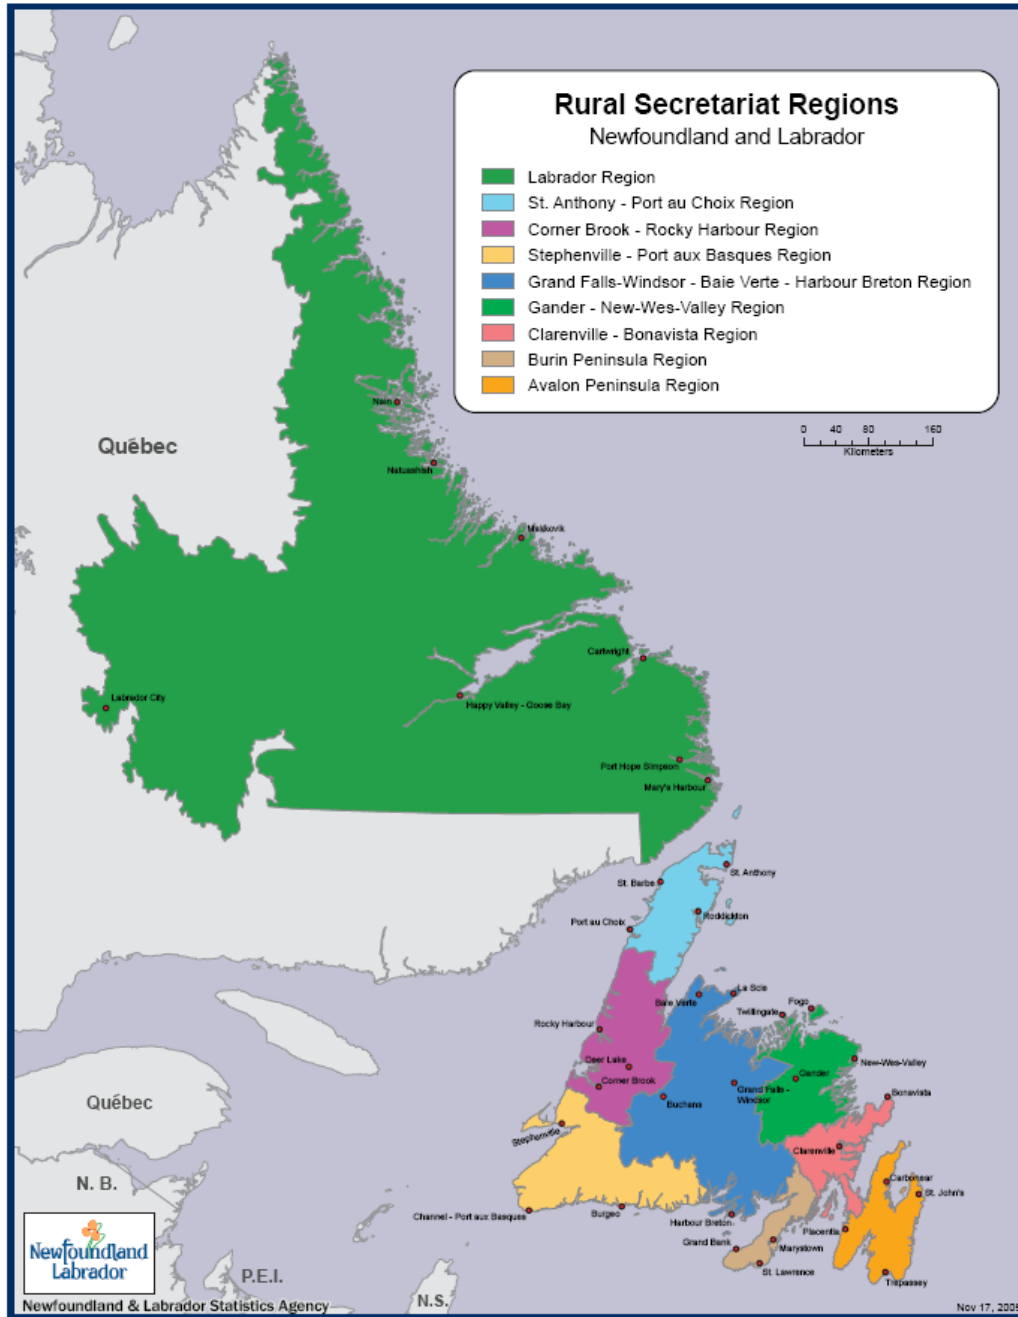 Rural Secretariat Regions
Newfoundland and Labrador
Labrador Region
St. Anthony - Port au Choix Region
Corner Brook - Rocky Harbour Region
Stephenville - Port aux Basques Region
Grand Falls-Windsor - Baie Verte - Harbour Breton Region
Gander - New-Wes-Valley Region
Clarenville - Bonavista Region
Burin Peninsula Region
Avalon Peninsula Region
0 40 80 160
Kilometers
Nain
Québec
Natuashish
Makkovik
Cartwright
Labrador City
Happy Valley - Goose Bay
Port Hope Simpson
Mary's Harbour
St. Anthony
St. Barbe
Roddickton
Port au Choix
La Scie
Baie Verte
Fogo
Twillingate
Rocky Harbour
Deer Lake
New-Wes-Valley
Gander
Corner Brook
Grand Falls -
Windsor
Buchans
Bonavista
Québec
Stephenville
Clarenville
N. B.
Carbonear
St. John's
Channel - Port aux Basques
Burgeo
Harbour Breton
Placentia
Grand Bank
Marystown
St. Lawrence
Trepassey
Newfoundland
Labrador
P.E.I.
N.S.
Newfoundland & Labrador Statistics Agency